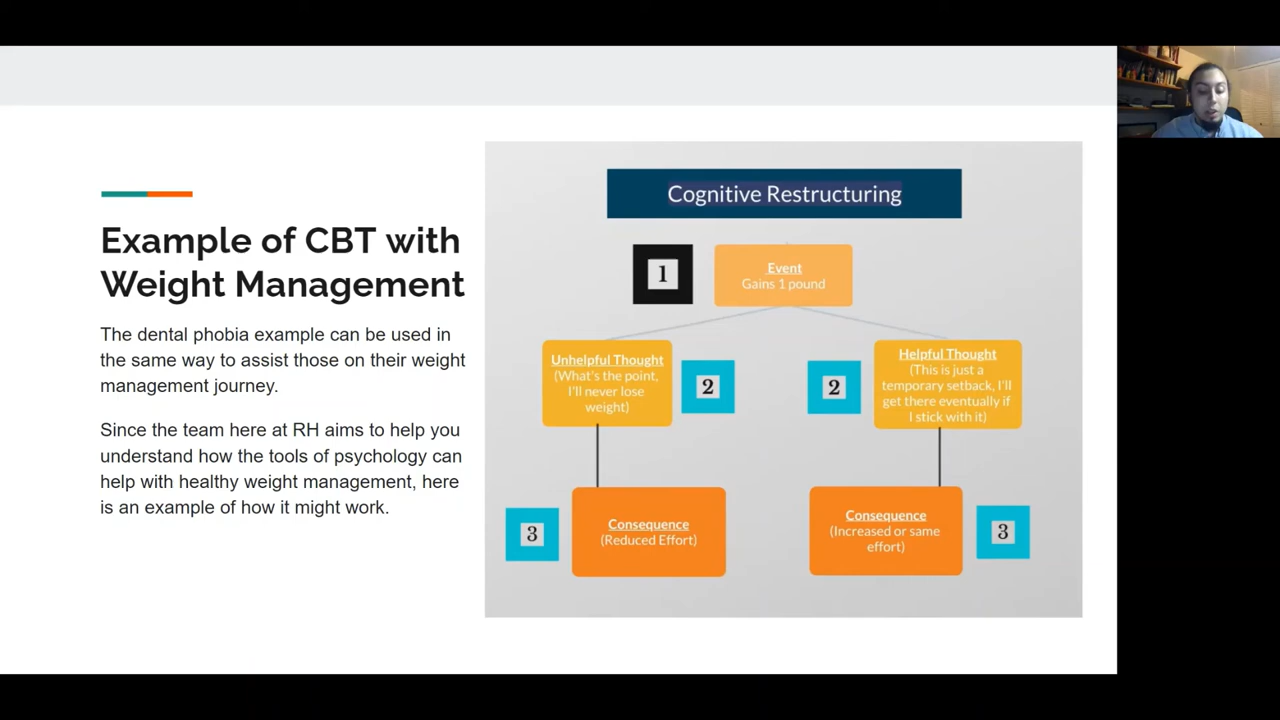 Example of CBT with
Weight Management
The dental phobia example can be used in
the same way to assist those on their weight
management journey.
Since the team here at RH aims to help you
understand how the tools of psychology can
help with healthy weight management, here
is an example of how it might work.
Cognitive Restructuring
1
Event
Gains 1 pound
Unhelpful Thought
(What's the point,
I'll never lose
weight)
2
2
Helpful Thought
(This is just a
temporary setback, I'll
get there eventually if
I stick with it)
3
Consequence
(Reduced Effort)
Consequence
(Increased or same
effort)
3